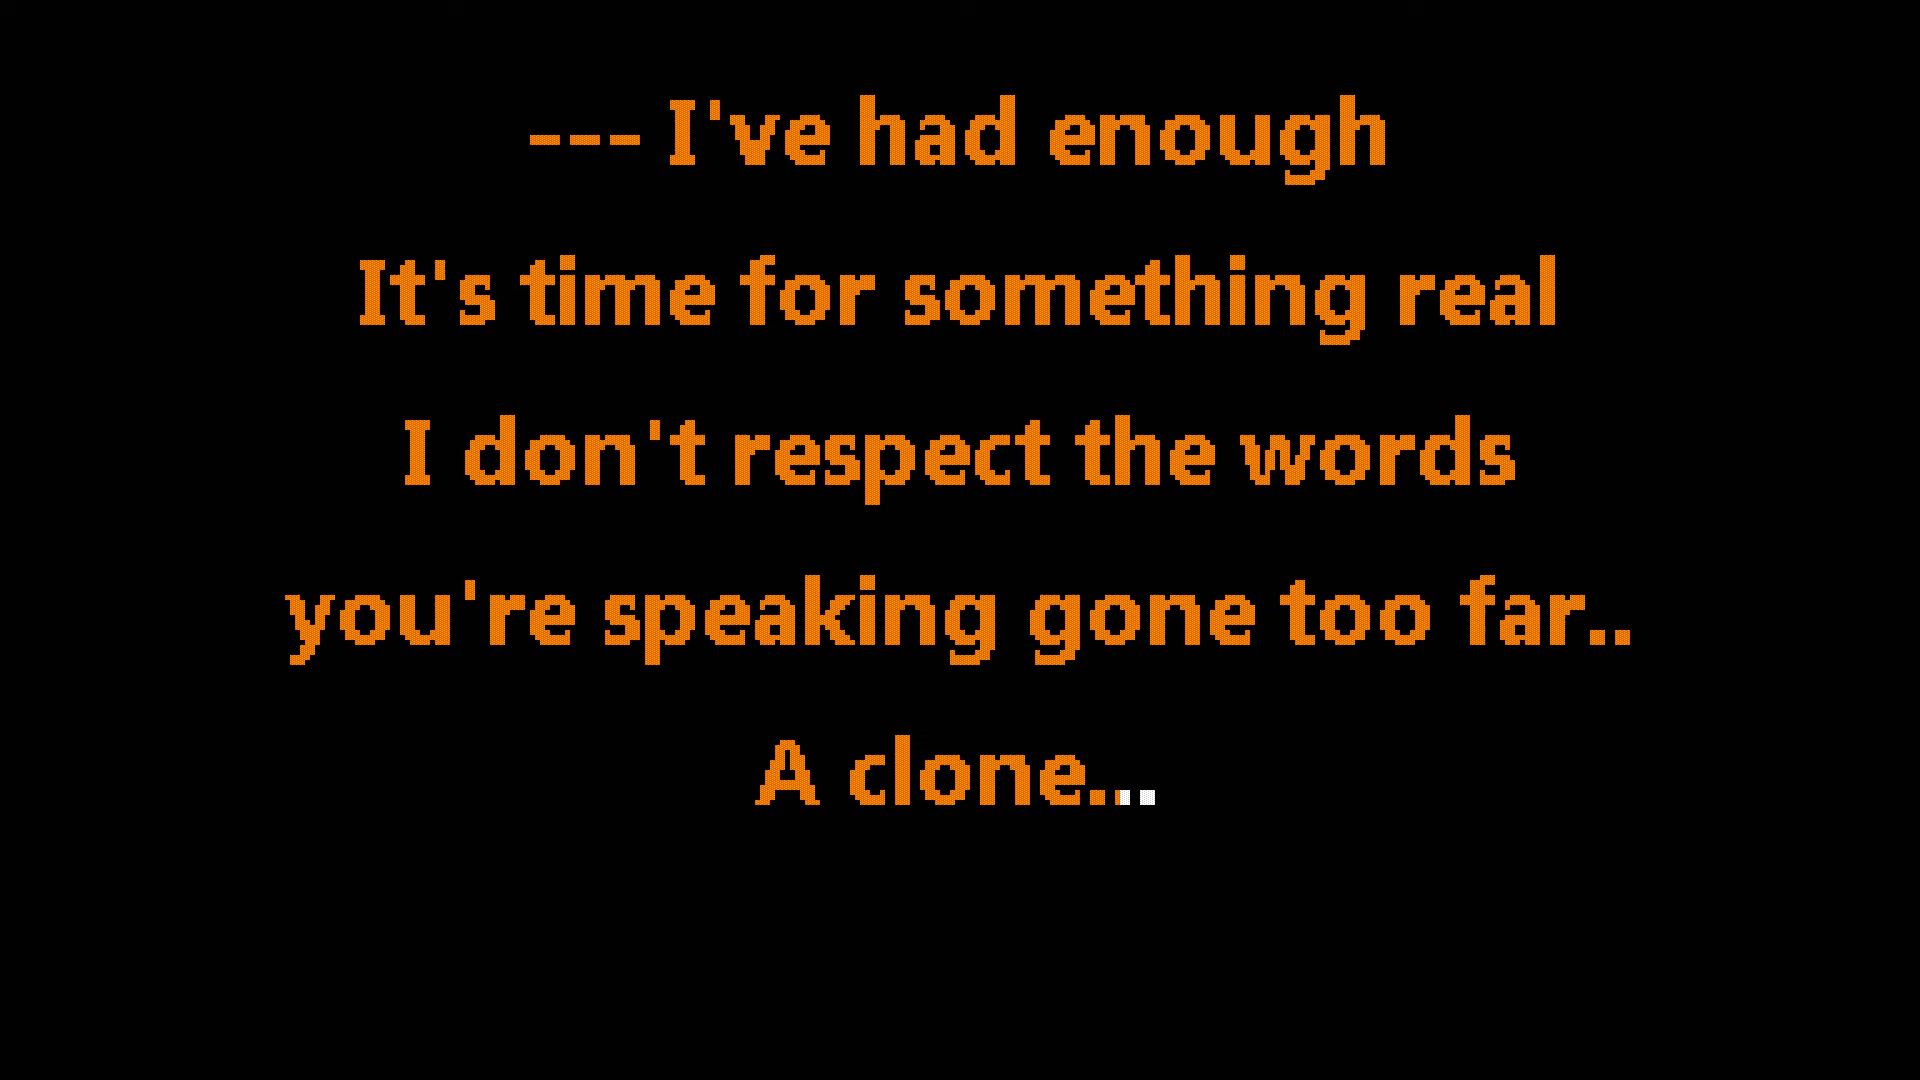 --- I've had enough
It's time for something real
I don't respect the words
you're speaking gone too far..
A clone...